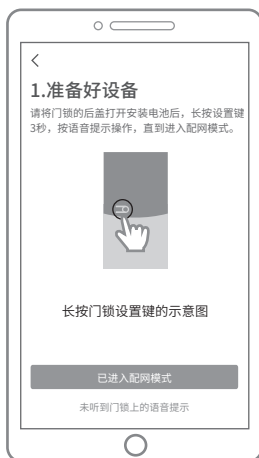 1.准备好设备
请将门锁的后盖打开安装电池后，长按设置键
3秒，按语音提示操作，直到进入配网模式。
长按门锁设置键的示意图
已进入配网模式
未听到门锁上的语音提示